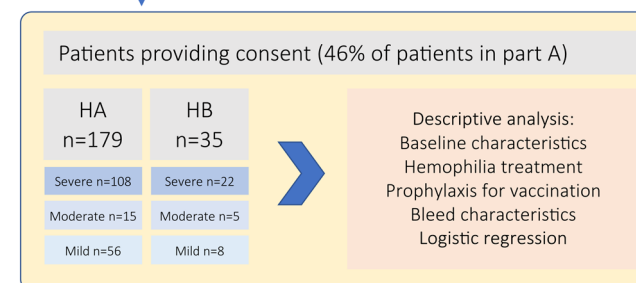 Patients providing consent (46% of patients in part A)
HA
n=179
HB
n=35
Severe n=108
Severe n=22
Moderate n=15
Moderate n=5
Mild n=56
Mild n=8
Descriptive analysis:
Baseline characteristics
Hemophilia treatment
Prophylaxis for vaccination
Bleed characteristics
Logistic regression